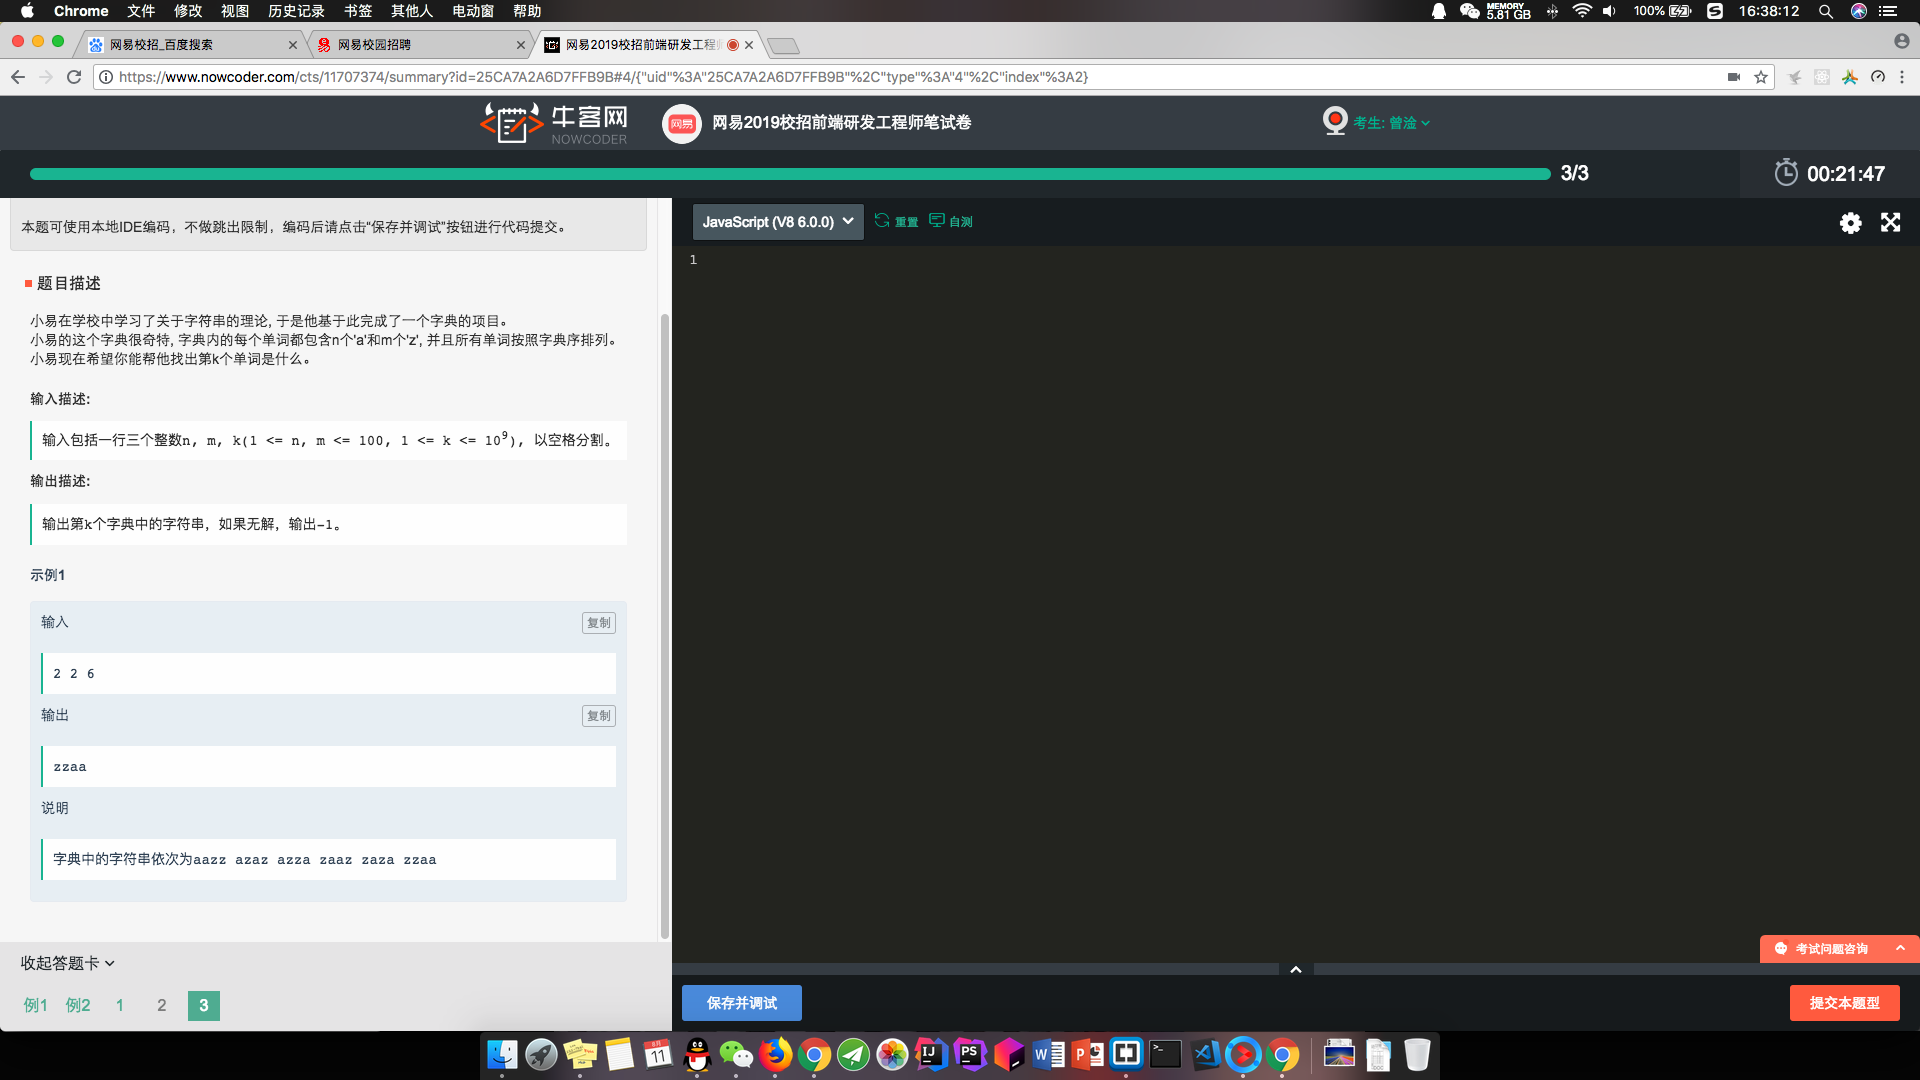 Chrome 文件 修改 视图 历史记录 书签 其他人 电动窗 帮助
MEMORY 5.81 GB 100% 16:38:12
网易校招_百度搜索 网易校园招聘 网易2019校招前端研发工程师
https://www.nowcoder.com/cts/11707374/summary?id=25CA7A2A6D7FFB9B#4/{"uid"%3A"25CA7A2A6D7FFB9B"%2C"type"%3A"4"%2C"index"%3A2}
牛客网
NOWCODER
网易
网易2019校招前端研发工程师笔试卷
考生: 曾淦
3/3
00:21:47
本题可使用本地IDE编码，不做跳出限制，编码后请点击“保存并调试”按钮进行代码提交。
JavaScript (V8 6.0.0) 重置 自测
1
题目描述
小易在学校中学习了关于字符串的理论, 于是他基于此完成了一个字典的项目。
小易的这个字典很奇特, 字典内的每个单词都包含n个'a'和m个'z', 并且所有单词按照字典序排列。
小易现在希望你能帮他找出第k个单词是什么。
输入描述:
输入包括一行三个整数n, m, k(1 <= n, m <= 100, 1 <= k <= 10⁹), 以空格分割。
输出描述:
输出第k个字典中的字符串，如果无解，输出-1。
示例1
输入
复制
2 2 6
输出
复制
zzaa
说明
字典中的字符串依次为aazz azaz azza zaaz zaza zzaa
考试问题咨询
收起答题卡
例1 例2 1 2 3
保存并调试
提交本题型
11
IJ PS W P